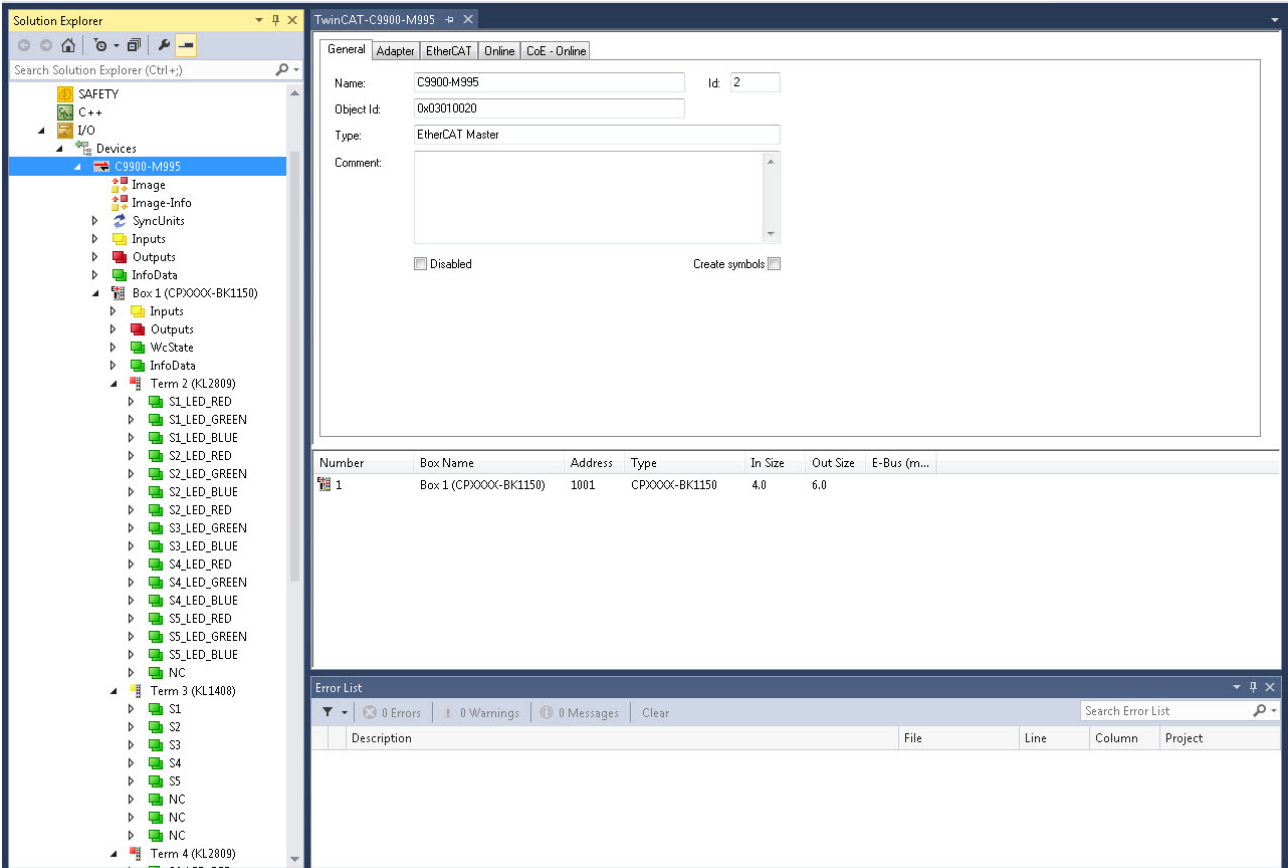 Solution Explorer
Search Solution Explorer (Ctrl+;)
SAFETY
C++
I/O
Devices
C9900-M995
Image
Image-Info
SyncUnits
Inputs
Outputs
InfoData
Box 1 (CPXXXX-BK1150)
Inputs
Outputs
WcState
InfoData
Term 2 (KL2809)
S1_LED_RED
S1_LED_GREEN
S1_LED_BLUE
S2_LED_RED
S2_LED_GREEN
S2_LED_BLUE
S2_LED_RED
S3_LED_GREEN
S3_LED_BLUE
S4_LED_RED
S4_LED_GREEN
S4_LED_BLUE
S5_LED_RED
S5_LED_GREEN
S5_LED_BLUE
NC
Term 3 (KL1408)
S1
S2
S3
S4
S5
NC
NC
NC
Term 4 (KL2809)
TwinCAT-C9900-M995
General Adapter EtherCAT Online CoE - Online
Name: C9900-M995 Id: 2
Object Id: 0x03010020
Type: EtherCAT Master
Comment:
Disabled Create symbols
Number Box Name Address Type In Size Out Size E-Bus (m...
1 Box 1 (CPXXXX-BK1150) 1001 CPXXXX-BK1150 4.0 6.0
Error List
0 Errors 0 Warnings 0 Messages Clear Search Error List
Description File Line Column Project